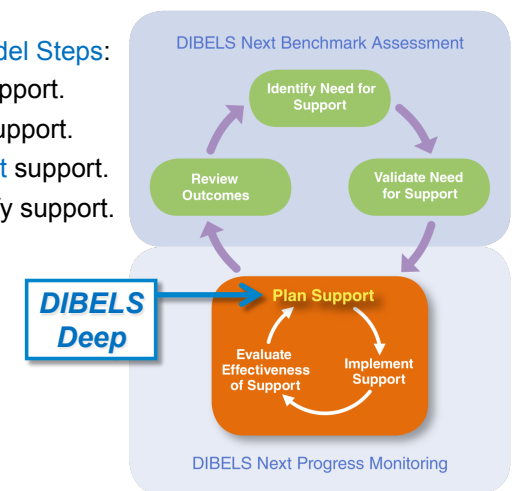 del Steps:
pport.
upport.
t support.
fy support.
DIBELS Next Benchmark Assessment
Identify Need for
Support
Review
Outcomes
Validate Need
for Support
DIBELS
Deep
Plan Support
Evaluate
Effectiveness
of Support
Implement
Support
DIBELS Next Progress Monitoring